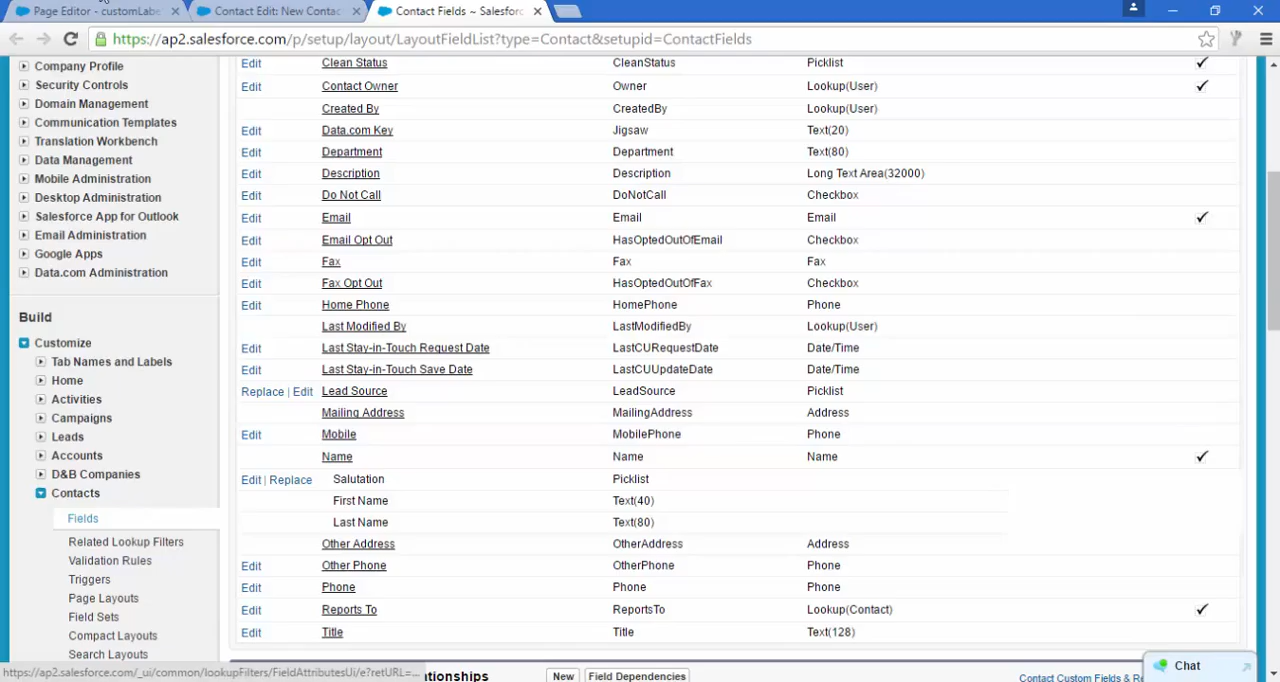 Page Editor - customLabe
Contact Edit: New Contac
Contact Fields ~ Salesforc
https://ap2.salesforce.com/p/setup/layout/LayoutFieldList?type=Contact&setupid=ContactFields
Company Profile
Security Controls
Domain Management
Communication Templates
Translation Workbench
Data Management
Mobile Administration
Desktop Administration
Salesforce App for Outlook
Email Administration
Google Apps
Data.com Administration
Build
Customize
Tab Names and Labels
Home
Activities
Campaigns
Leads
Accounts
D&B Companies
Contacts
Fields
Related Lookup Filters
Validation Rules
Triggers
Page Layouts
Field Sets
Compact Layouts
Search Layouts
Edit Clean Status CleanStatus Picklist ✓
Edit Contact Owner Owner Lookup(User) ✓
Created By CreatedBy Lookup(User)
Edit Data.com Key Jigsaw Text(20)
Edit Department Department Text(80)
Edit Description Description Long Text Area(32000)
Edit Do Not Call DoNotCall Checkbox
Edit Email Email Email ✓
Edit Email Opt Out HasOptedOutOfEmail Checkbox
Edit Fax Fax Fax
Edit Fax Opt Out HasOptedOutOfFax Checkbox
Edit Home Phone HomePhone Phone
Last Modified By LastModifiedBy Lookup(User)
Edit Last Stay-in-Touch Request Date LastCURequestDate Date/Time
Edit Last Stay-in-Touch Save Date LastCUUpdateDate Date/Time
Replace | Edit Lead Source LeadSource Picklist
Mailing Address MailingAddress Address
Edit Mobile MobilePhone Phone
Name Name Name ✓
Edit | Replace Salutation Picklist
First Name Text(40)
Last Name Text(80)
Other Address OtherAddress Address
Edit Other Phone OtherPhone Phone
Edit Phone Phone Phone
Edit Reports To ReportsTo Lookup(Contact) ✓
Edit Title Title Text(128)
https://ap2.salesforce.com/_ui/common/lookupFilters/FieldAttributesUi/e?retURL=...
tionships New Field Dependencies Contact Custom Fields & Re
Chat